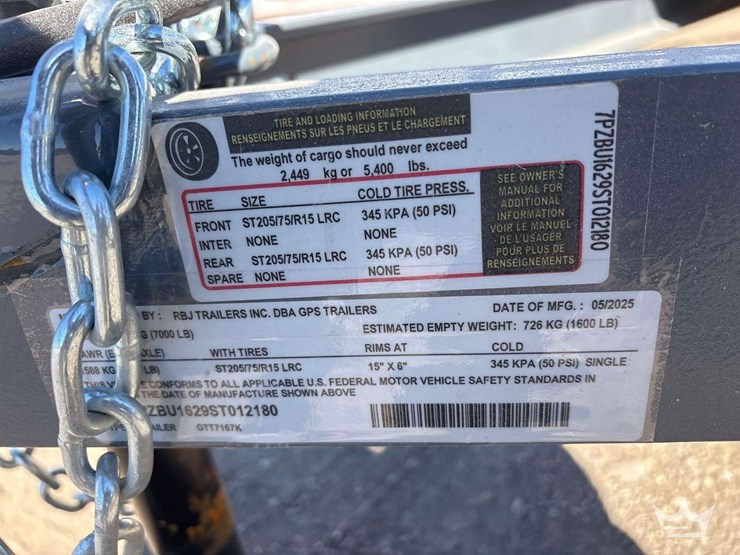 TIRE AND LOADING INFORMATION
RENSEIGNEMENTS SUR LES PNEUS ET LE CHARGEMENT
The weight of cargo should never exceed
2,449 kg or 5,400 lbs.
TIRE SIZE COLD TIRE PRESS.
FRONT ST205/75/R15 LRC 345 KPA (50 PSI)
INTER NONE NONE
REAR ST205/75/R15 LRC 345 KPA (50 PSI)
SPARE NONE NONE
SEE OWNER'S
MANUAL FOR
ADDITIONAL
INFORMATION
VOIR LE MANUEL
DE L'USAGER
POUR PLUS DE
RENSEIGNEMENTS
7PZBU1629ST012180
BY: RBJ TRAILERS INC. DBA GPS TRAILERS DATE OF MFG.: 05/2025
(7000 LB) ESTIMATED EMPTY WEIGHT: 726 KG (1600 LB)
WITH TIRES RIMS AT COLD
LB) ST205/75/R15 LRC 15" X 6" 345 KPA (50 PSI) SINGLE
CONFORMS TO ALL APPLICABLE U.S. FEDERAL MOTOR VEHICLE SAFETY STANDARDS IN
THE DATE OF MANUFACTURE SHOWN ABOVE
PZBU1629ST012180
GTT7167K